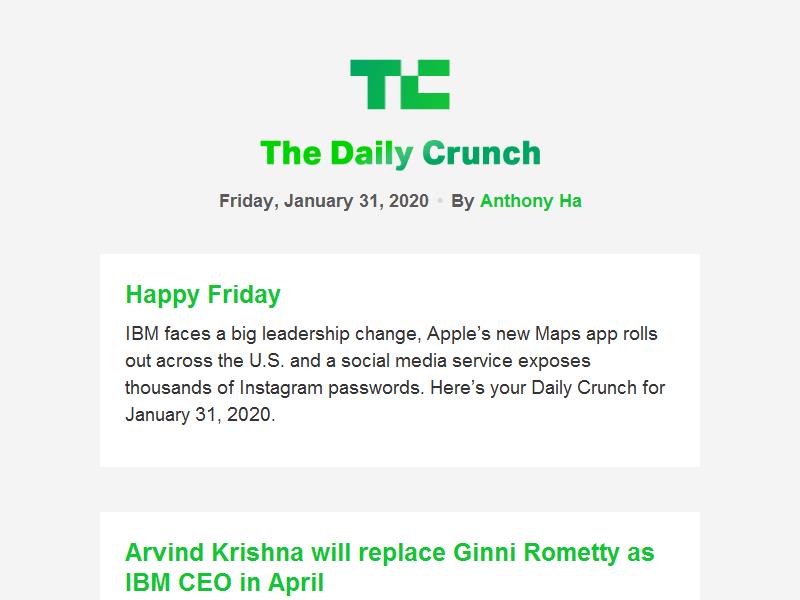 TC
The Daily Crunch
Friday, January 31, 2020 • By Anthony Ha
Happy Friday
IBM faces a big leadership change, Apple’s new Maps app rolls
out across the U.S. and a social media service exposes
thousands of Instagram passwords. Here’s your Daily Crunch for
January 31, 2020.
Arvind Krishna will replace Ginni Rometty as
IBM CEO in April